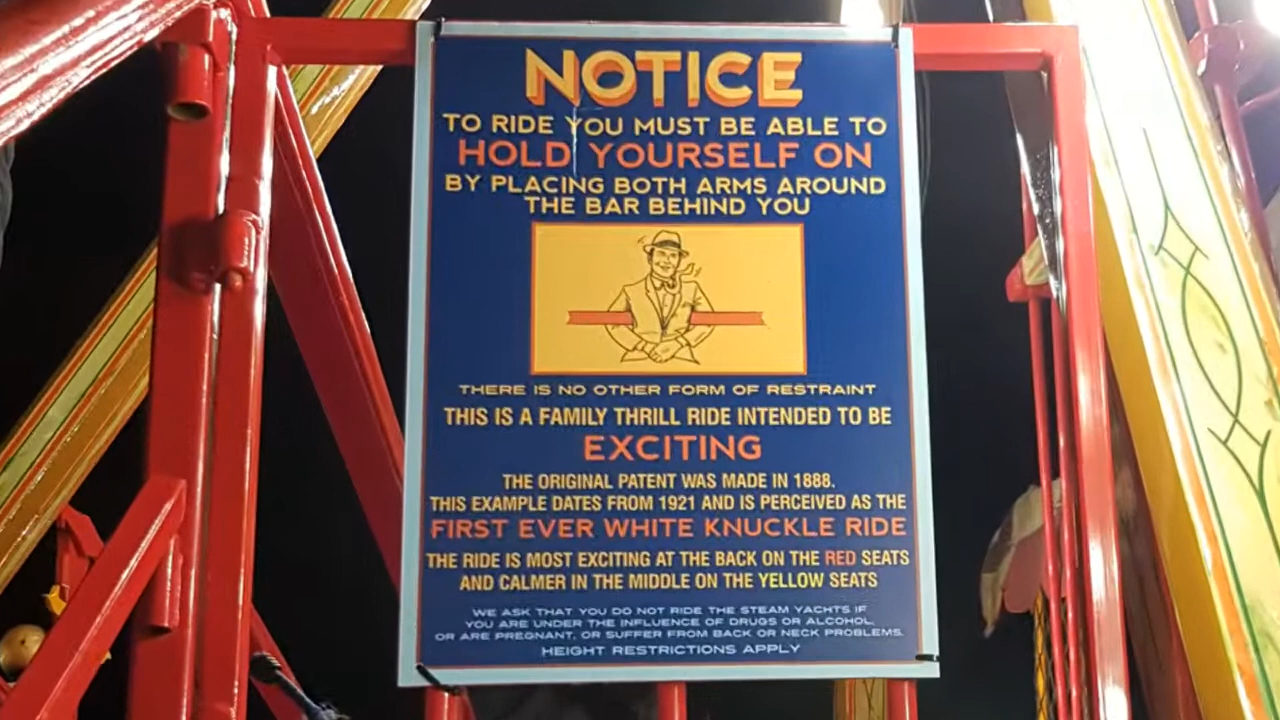 NOTICE
TO RIDE YOU MUST BE ABLE TO
HOLD YOURSELF ON
BY PLACING BOTH ARMS AROUND
THE BAR BEHIND YOU
THERE IS NO OTHER FORM OF RESTRAINT
THIS IS A FAMILY THRILL RIDE INTENDED TO BE
EXCITING
THE ORIGINAL PATENT WAS MADE IN 1888.
THIS EXAMPLE DATES FROM 1921 AND IS PERCEIVED AS THE
FIRST EVER WHITE KNUCKLE RIDE
THE RIDE IS MOST EXCITING AT THE BACK ON THE RED SEATS
AND CALMER IN THE MIDDLE ON THE YELLOW SEATS
WE ASK THAT YOU DO NOT RIDE THE STEAM YACHTS IF
YOU ARE UNDER THE INFLUENCE OF DRUGS OR ALCOHOL,
OR ARE PREGNANT, OR SUFFER FROM BACK OR NECK PROBLEMS.
HEIGHT RESTRICTIONS APPLY